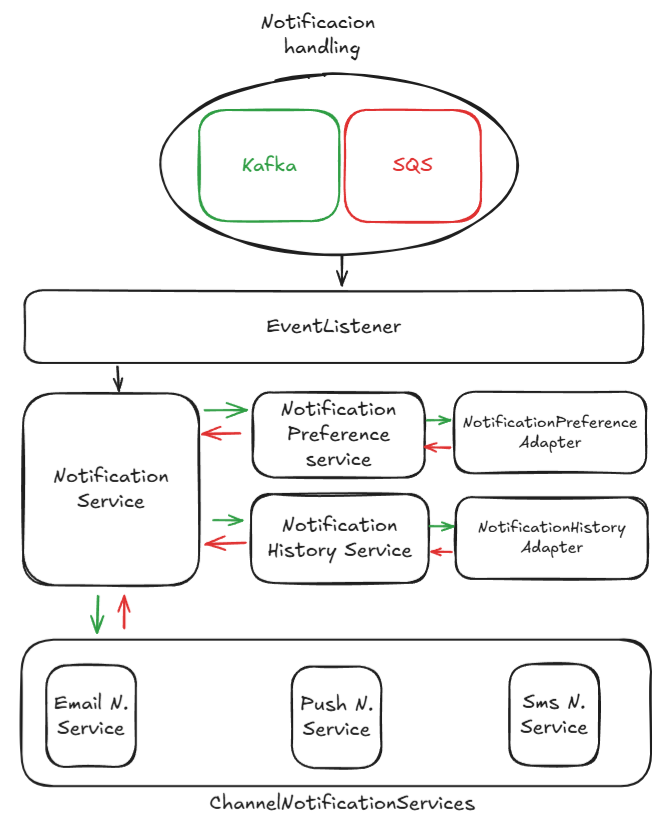 Notificacion
handling
Kafka
SQS
EventListener
Notification
Service
Notification
Preference
service
NotificationPreference
Adapter
Notification
History Service
NotificationHistory
Adapter
Email N.
Service
Push N.
Service
Sms N.
Service
ChannelNotificationServices